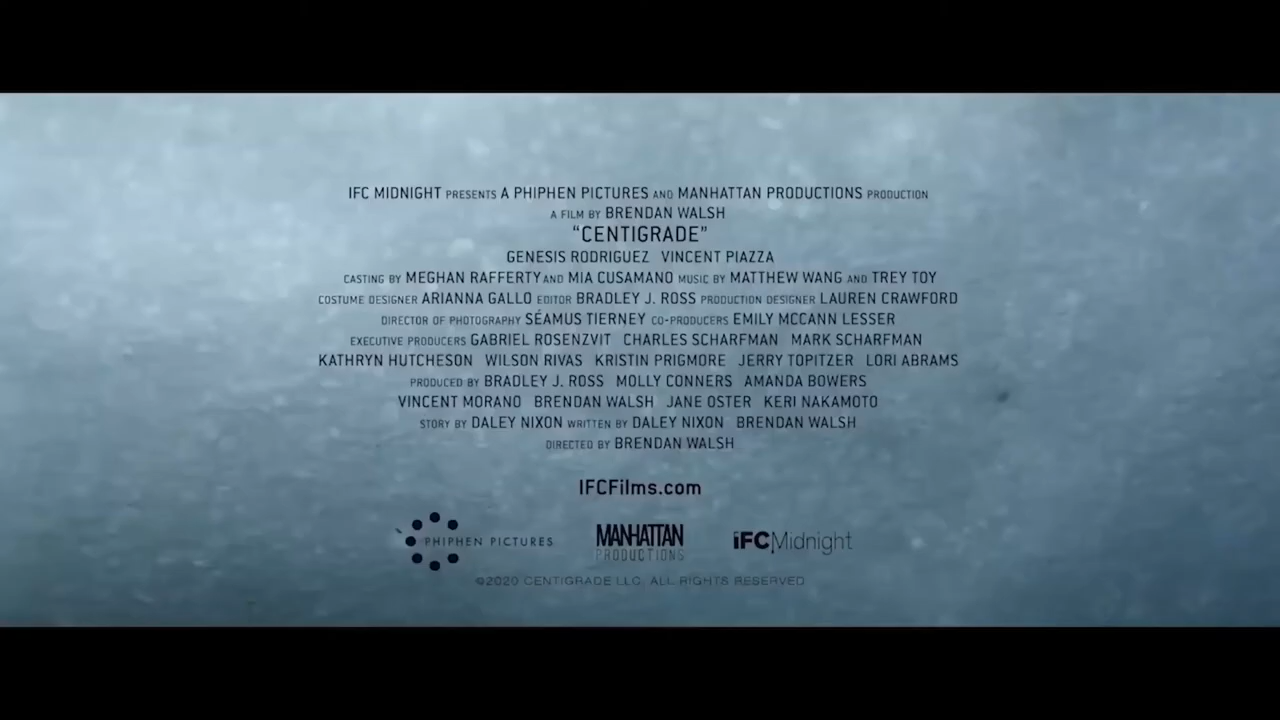 IFC MIDNIGHT PRESENTS A PHIPHEN PICTURES AND MANHATTAN PRODUCTIONS PRODUCTION
A FILM BY BRENDAN WALSH
“CENTIGRADE”
GENESIS RODRIGUEZ VINCENT PIAZZA
CASTING BY MEGHAN RAFFERTY AND MIA CUSAMANO MUSIC BY MATTHEW WANG AND TREY TOY
COSTUME DESIGNER ARIANNA GALLO EDITOR BRADLEY J. ROSS PRODUCTION DESIGNER LAUREN CRAWFORD
DIRECTOR OF PHOTOGRAPHY SÉAMUS TIERNEY CO-PRODUCERS EMILY MCCANN LESSER
EXECUTIVE PRODUCERS GABRIEL ROSENZVIT CHARLES SCHARFMAN MARK SCHARFMAN
KATHRYN HUTCHESON WILSON RIVAS KRISTIN PRIGMORE JERRY TOPITZER LORI ABRAMS
PRODUCED BY BRADLEY J. ROSS MOLLY CONNERS AMANDA BOWERS
VINCENT MORANO BRENDAN WALSH JANE OSTER KERI NAKAMOTO
STORY BY DALEY NIXON WRITTEN BY DALEY NIXON BRENDAN WALSH
DIRECTED BY BRENDAN WALSH
IFCFilms.com
PHIPHEN PICTURES
MANHATTAN
PRODUCTIONS
IFC Midnight
©2020 CENTIGRADE LLC. ALL RIGHTS RESERVED